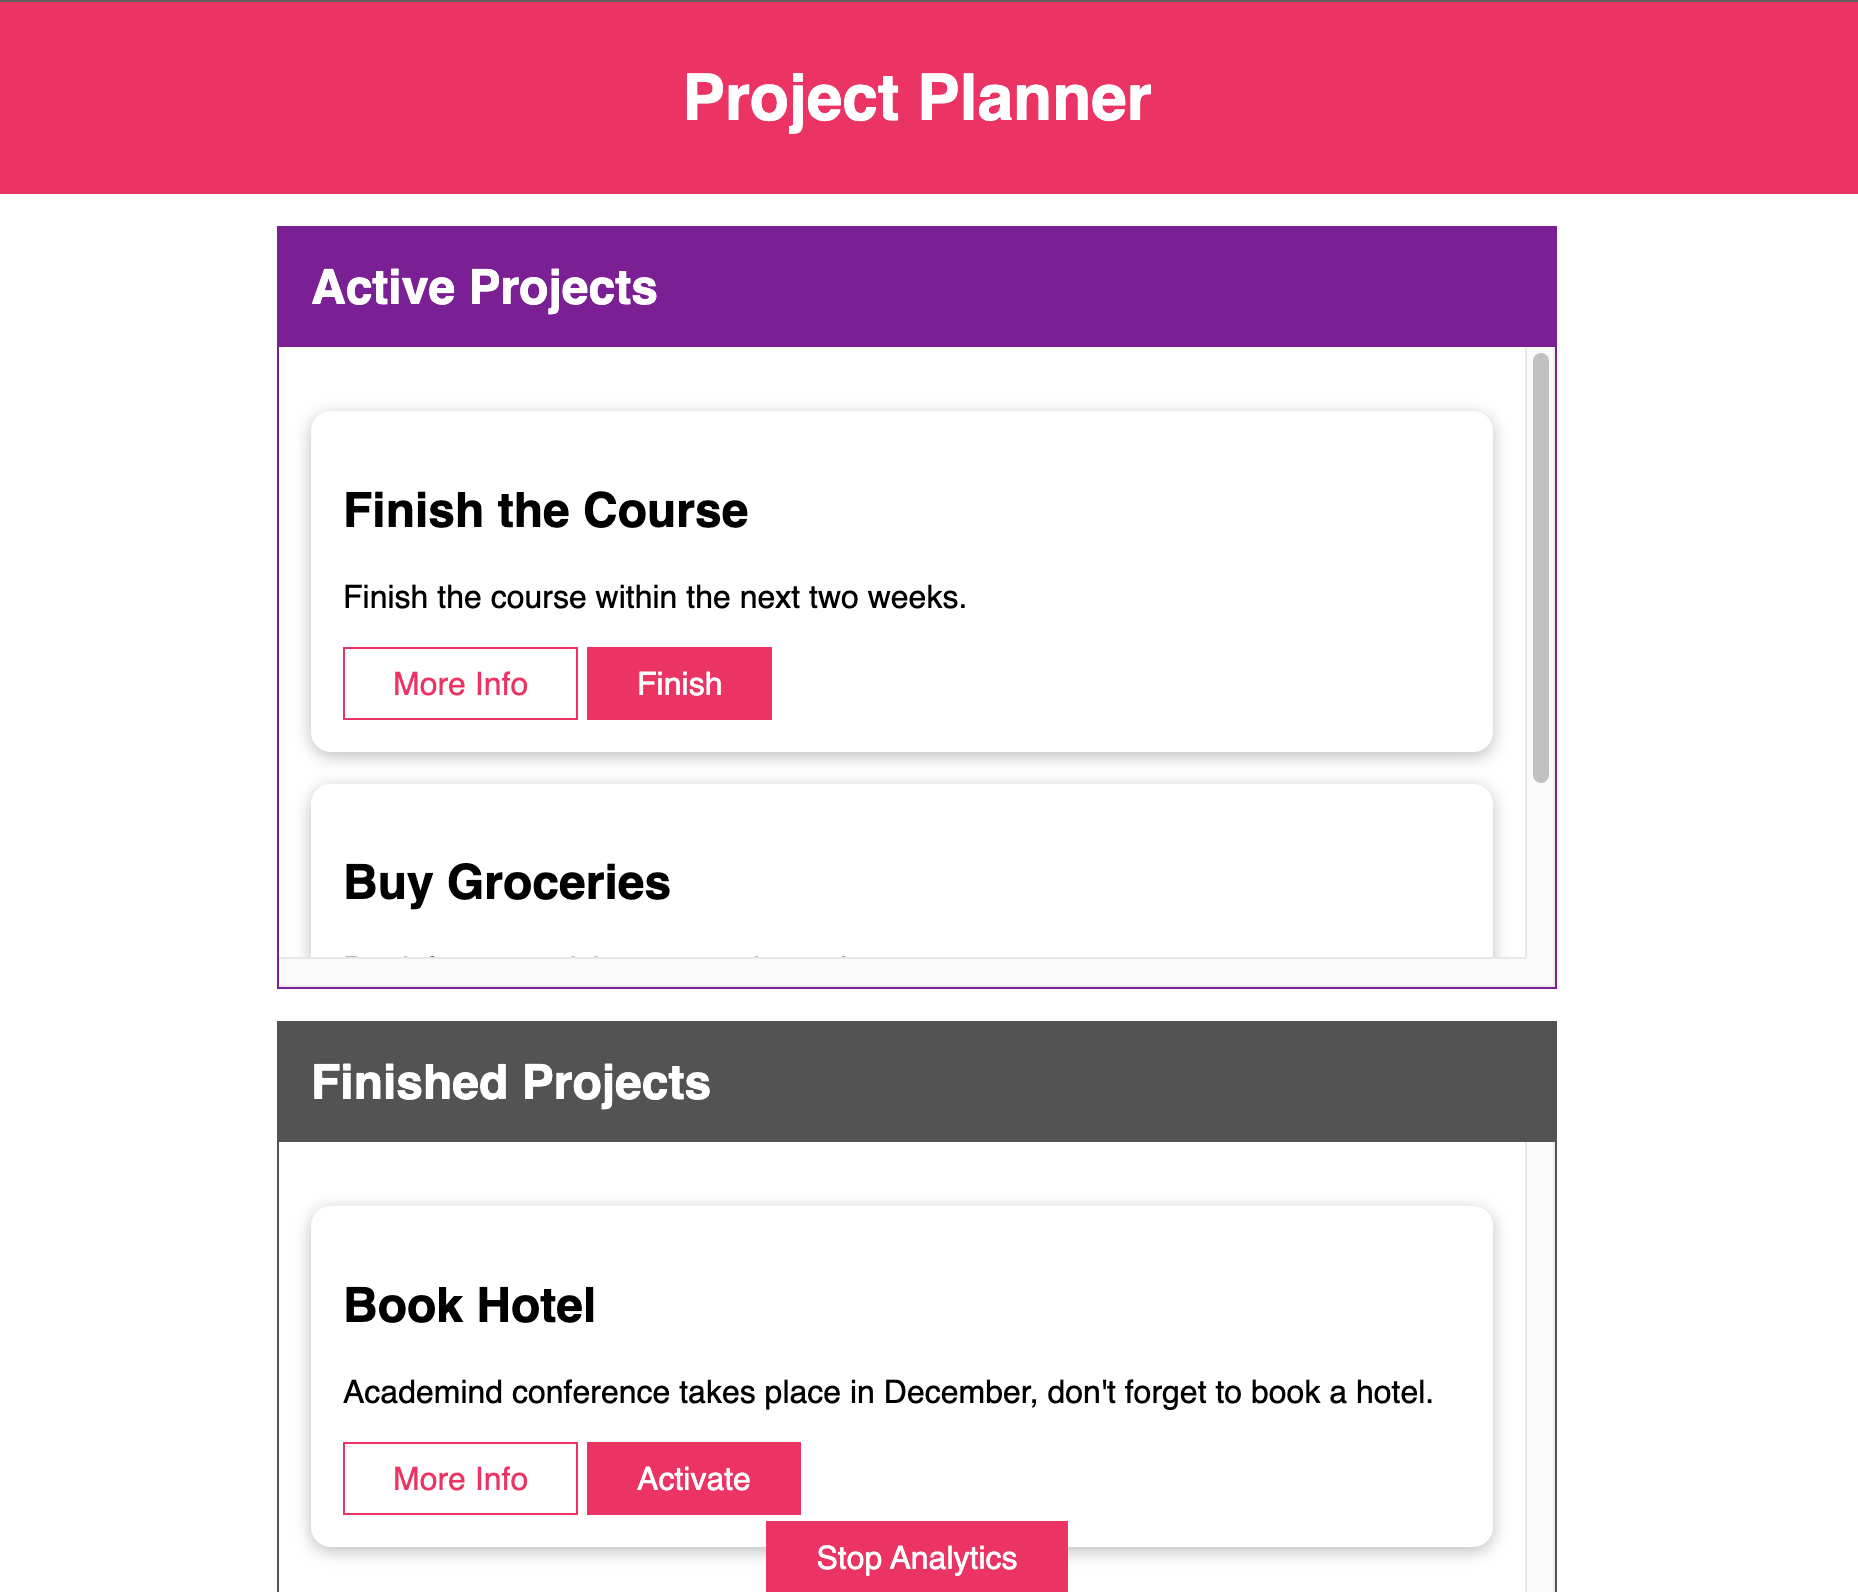 Project Planner
Active Projects
Finish the Course
Finish the course within the next two weeks.
More Info
Finish
Buy Groceries
Finished Projects
Book Hotel
Academind conference takes place in December, don't forget to book a hotel.
More Info
Activate
Stop Analytics